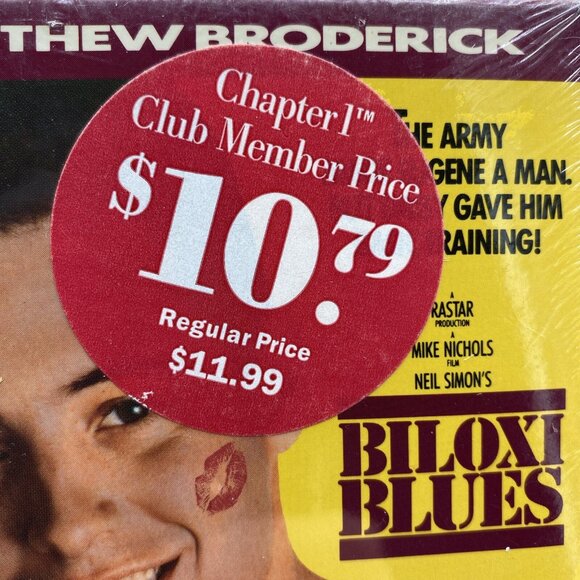 THEW BRODERICK
Chapter1™
Club Member Price
$10.79
Regular Price
$11.99
HE ARMY
GENE A MAN.
Y GAVE HIM
RAINING!
A
RASTAR
PRODUCTION
A
MIKE NICHOLS
FILM
NEIL SIMON'S
BILOXI
BLUES